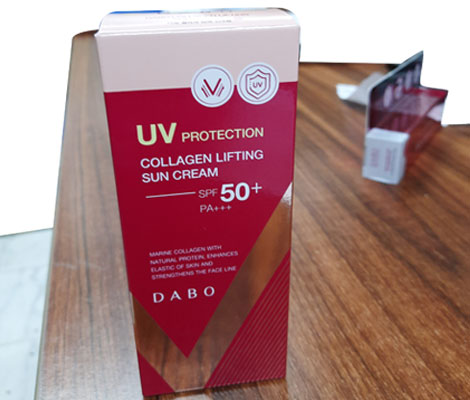 UV
UV PROTECTION
COLLAGEN LIFTING
SUN CREAM
SPF 50+
PA+++
MARINE COLLAGEN WITH
NATURAL PROTEIN, ENHANCES
ELASTIC OF SKIN AND
STRENGTHENS THE FACE LINE
DABO